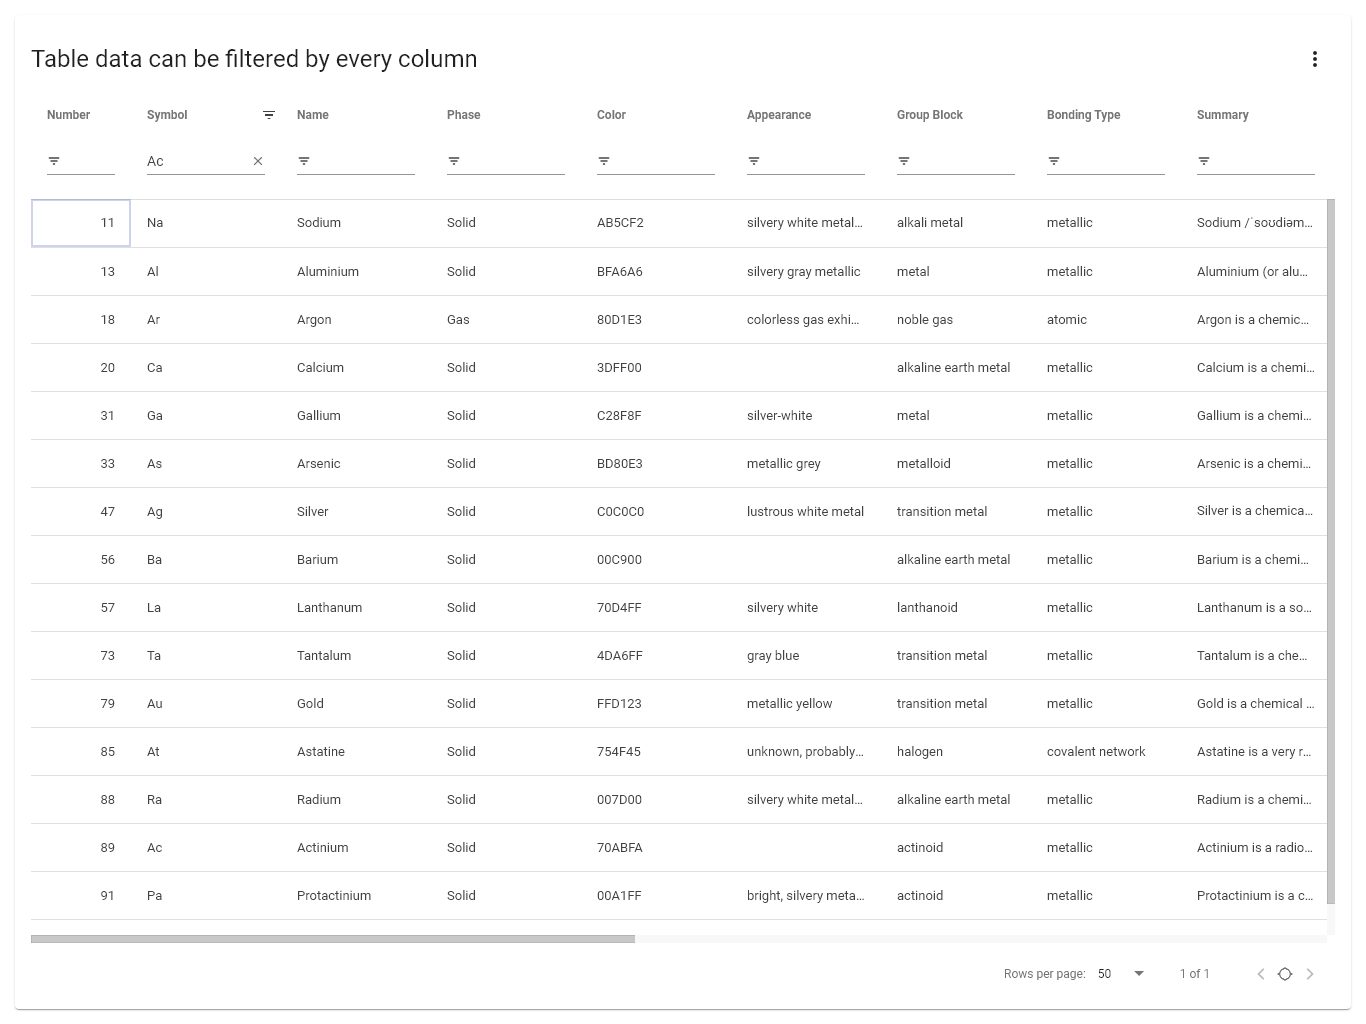 Table data can be filtered by every column
Number Symbol Name Phase Color Appearance Group Block Bonding Type Summary
Ac
11 Na Sodium Solid AB5CF2 silvery white metal… alkali metal metallic Sodium /ˈsoʊdiəm…
13 Al Aluminium Solid BFA6A6 silvery gray metallic metal metallic Aluminium (or alu…
18 Ar Argon Gas 80D1E3 colorless gas exhi… noble gas atomic Argon is a chemic…
20 Ca Calcium Solid 3DFF00 alkaline earth metal metallic Calcium is a chemi…
31 Ga Gallium Solid C28F8F silver-white metal metallic Gallium is a chemi…
33 As Arsenic Solid BD80E3 metallic grey metalloid metallic Arsenic is a chemi…
47 Ag Silver Solid C0C0C0 lustrous white metal transition metal metallic Silver is a chemica…
56 Ba Barium Solid 00C900 alkaline earth metal metallic Barium is a chemi…
57 La Lanthanum Solid 70D4FF silvery white lanthanoid metallic Lanthanum is a so…
73 Ta Tantalum Solid 4DA6FF gray blue transition metal metallic Tantalum is a che…
79 Au Gold Solid FFD123 metallic yellow transition metal metallic Gold is a chemical …
85 At Astatine Solid 754F45 unknown, probably… halogen covalent network Astatine is a very r…
88 Ra Radium Solid 007D00 silvery white metal… alkaline earth metal metallic Radium is a chemi…
89 Ac Actinium Solid 70ABFA actinoid metallic Actinium is a radio…
91 Pa Protactinium Solid 00A1FF bright, silvery meta… actinoid metallic Protactinium is a c…
Rows per page: 50 1 of 1